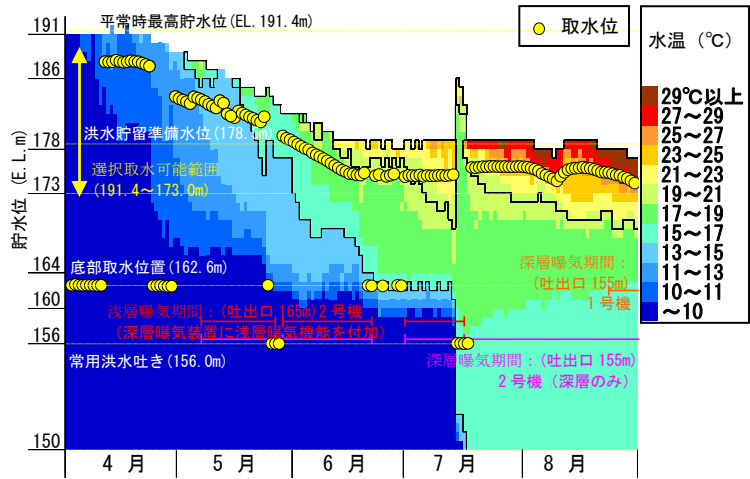 平常時最高貯水位(EL.191.4m)
取水位
水温 (℃)
29℃以上
27～29
25～27
23～25
21～23
19～21
17～19
15～17
13～15
11～13
10～11
～10
貯水位 (E.L.m)
191
186
178
173
164
160
156
150
洪水貯留準備水位(178.5m)
選択取水可能範囲
(191.4～173.0m)
底部取水位置(162.6m)
浅層曝気期間：(吐出口165m)2号機
(深層曝気装置に浅層曝気機能を付加)
常用洪水吐き(156.0m)
深層曝気期間：
(吐出口 155m)
1号機
深層曝気期間：(吐出口 155m)
2号機 (深層のみ)
4 月 5 月 6 月 7 月 8 月